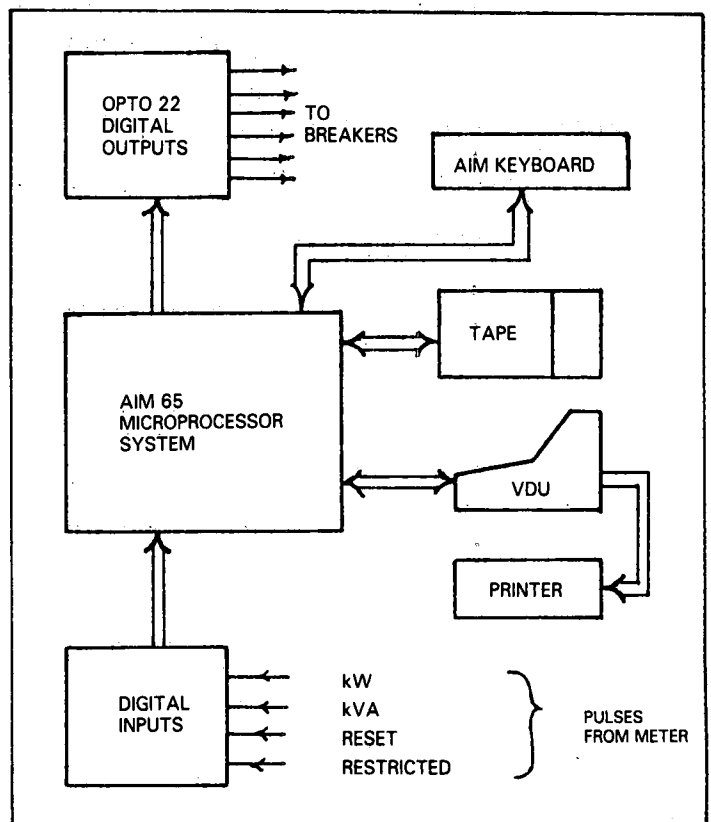 OPTO 22
DIGITAL
OUTPUTS
TO
BREAKERS
AIM KEYBOARD
TAPE
AIM 65
MICROPROCESSOR
SYSTEM
VDU
PRINTER
DIGITAL
INPUTS
kW
kVA
RESET
RESTRICTED
PULSES
FROM METER